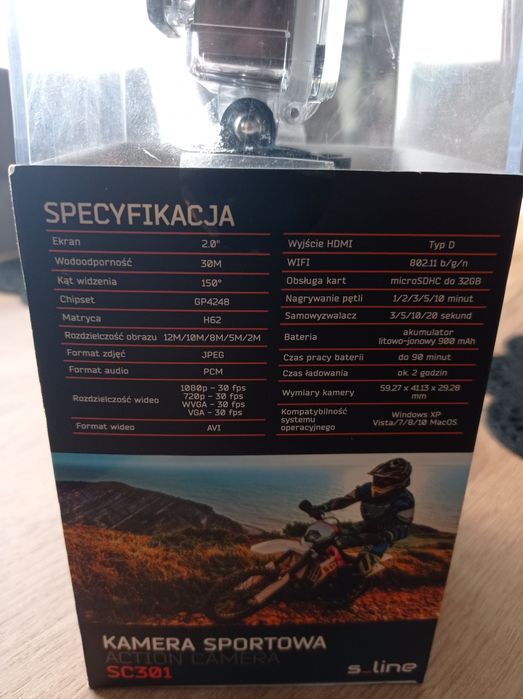 SPECYFIKACJA
Ekran 2.0"
Wodoodporność 30M
Kąt widzenia 150°
Chipset GP4248
Matryca H62
Rozdzielczość obrazu 12M/10M/8M/5M/2M
Format zdjęć JPEG
Format audio PCM
Rozdzielczość wideo
1080p - 30 fps
720p - 30 fps
WVGA - 30 fps
VGA - 30 fps
Format wideo AVI
Wyjście HDMI Typ D
WIFI 802.11 b/g/n
Obsługa kart microSDHC do 32GB
Nagrywanie pętli 1/2/3/5/10 minut
Samowyzwalacz 3/5/10/20 sekund
Bateria
akumulator
litowo-jonowy 900 mAh
Czas pracy baterii do 90 minut
Czas ładowania ok. 2 godzin
Wymiary kamery
59.27 x 41.13 x 29.28
mm
Kompatybilność
systemu
operacyjnego
Windows XP
Vista/7/8/10 MacOS.
KAMERA SPORTOWA
ACTION CAMERA
SC301
s_line